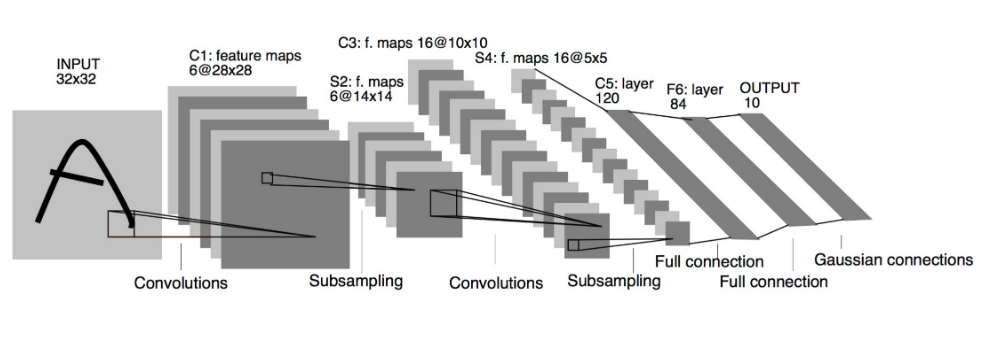 INPUT
32x32
C1: feature maps
6@28x28
S2: f. maps
6@14x14
C3: f. maps 16@10x10
S4: f. maps 16@5x5
C5: layer
120
F6: layer
84
OUTPUT
10
Convolutions
Subsampling
Convolutions
Subsampling
Full connection
Full connection
Gaussian connections